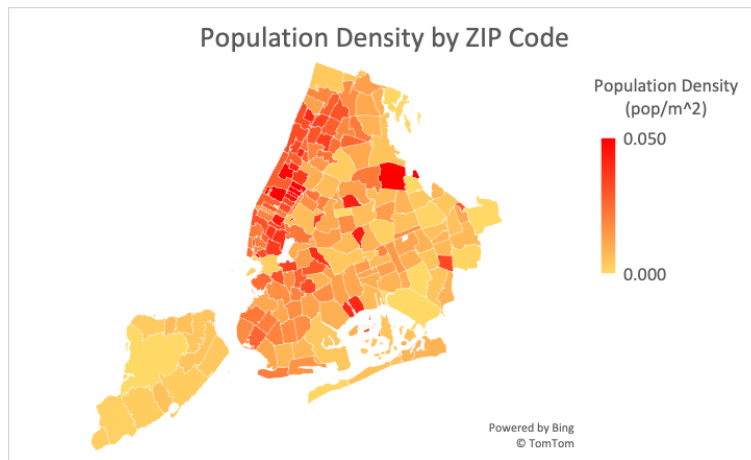 Population Density by ZIP Code
Population Density
(pop/m^2)
0.050
0.000
Powered by Bing
© TomTom